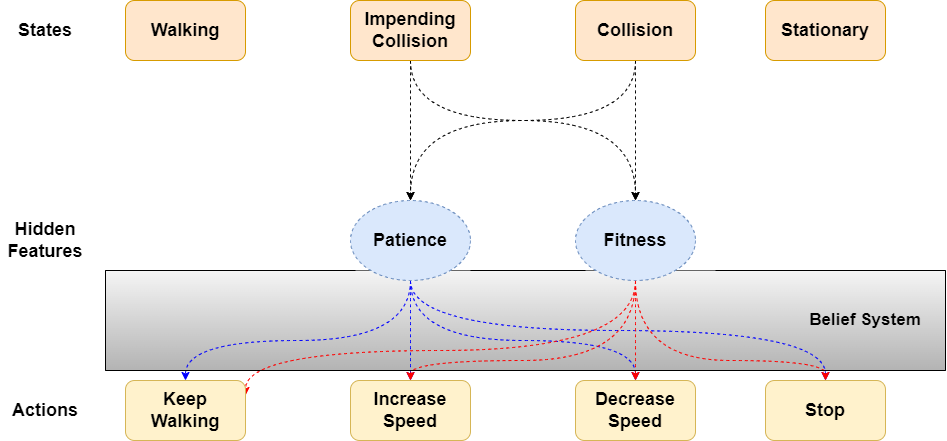 States
Walking
Impending
Collision
Collision
Stationary
Hidden
Features
Patience
Fitness
Belief System
Actions
Keep
Walking
Increase
Speed
Decrease
Speed
Stop